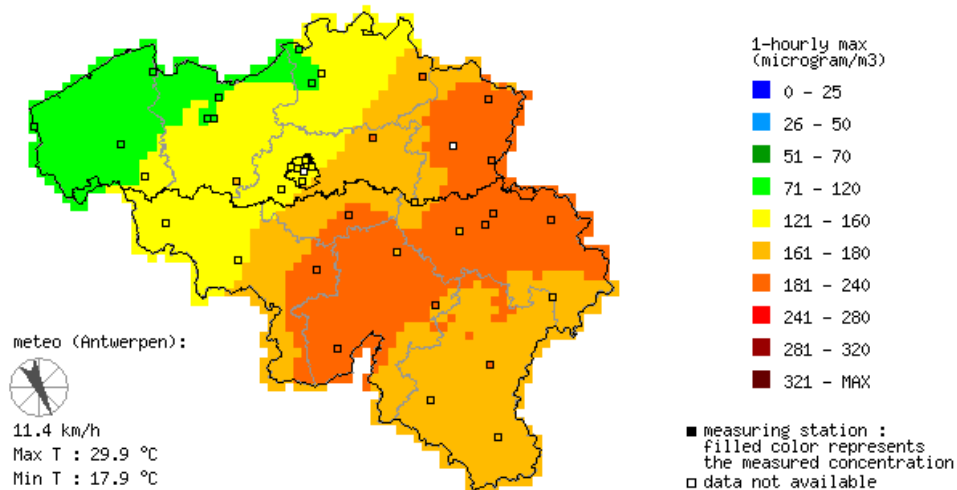 1-hourly max
(microgram/m3)
0 - 25
26 - 50
51 - 70
71 - 120
121 - 160
161 - 180
181 - 240
241 - 280
281 - 320
321 - MAX
meteo (Antwerpen):
11.4 km/h
Max T : 29.9 °C
Min T : 17.9 °C
measuring station :
filled color represents
the measured concentration
data not available